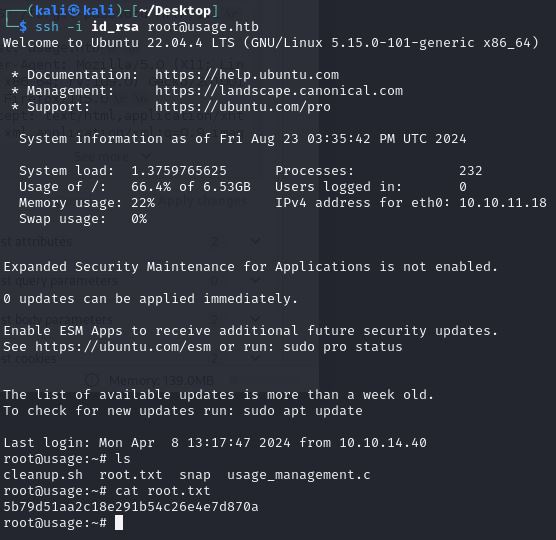 (kali㉿kali)-[~/Desktop]
$ ssh -i id_rsa root@usage.htb
Welcome to Ubuntu 22.04.4 LTS (GNU/Linux 5.15.0-101-generic x86_64)
* Documentation:  https://help.ubuntu.com
* Management:     https://landscape.canonical.com
* Support:        https://ubuntu.com/pro
System information as of Fri Aug 23 03:35:42 PM UTC 2024
System load:  1.3759765625      Processes:             232
Usage of /:   66.4% of 6.53GB   Users logged in:       0
Memory usage: 22%               IPv4 address for eth0: 10.10.11.18
Swap usage:   0%
Expanded Security Maintenance for Applications is not enabled.
0 updates can be applied immediately.
Enable ESM Apps to receive additional future security updates.
See https://ubuntu.com/esm or run: sudo pro status
Memory: 139.0MB
The list of available updates is more than a week old.
To check for new updates run: sudo apt update
Last login: Mon Apr  8 13:17:47 2024 from 10.10.14.40
root@usage:~# ls
cleanup.sh  root.txt  snap  usage_management.c
root@usage:~# cat root.txt
5b79d51aa2c18e291b54c26e4e7d870a
root@usage:~#